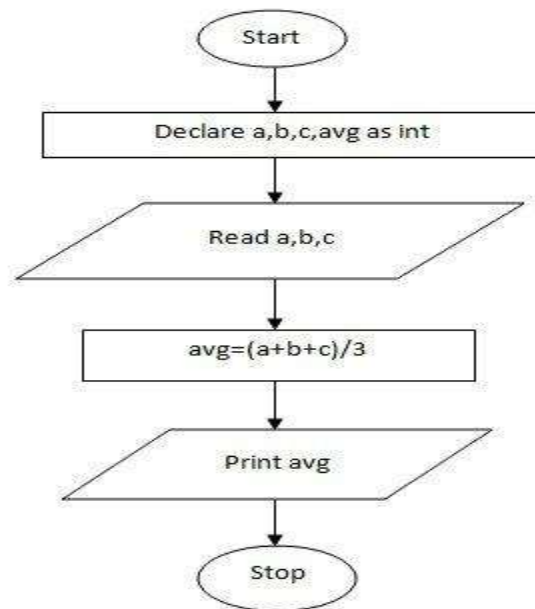 Start
Declare a,b,c,avg as int
Read a,b,c
avg=(a+b+c)/3
Print avg
Stop